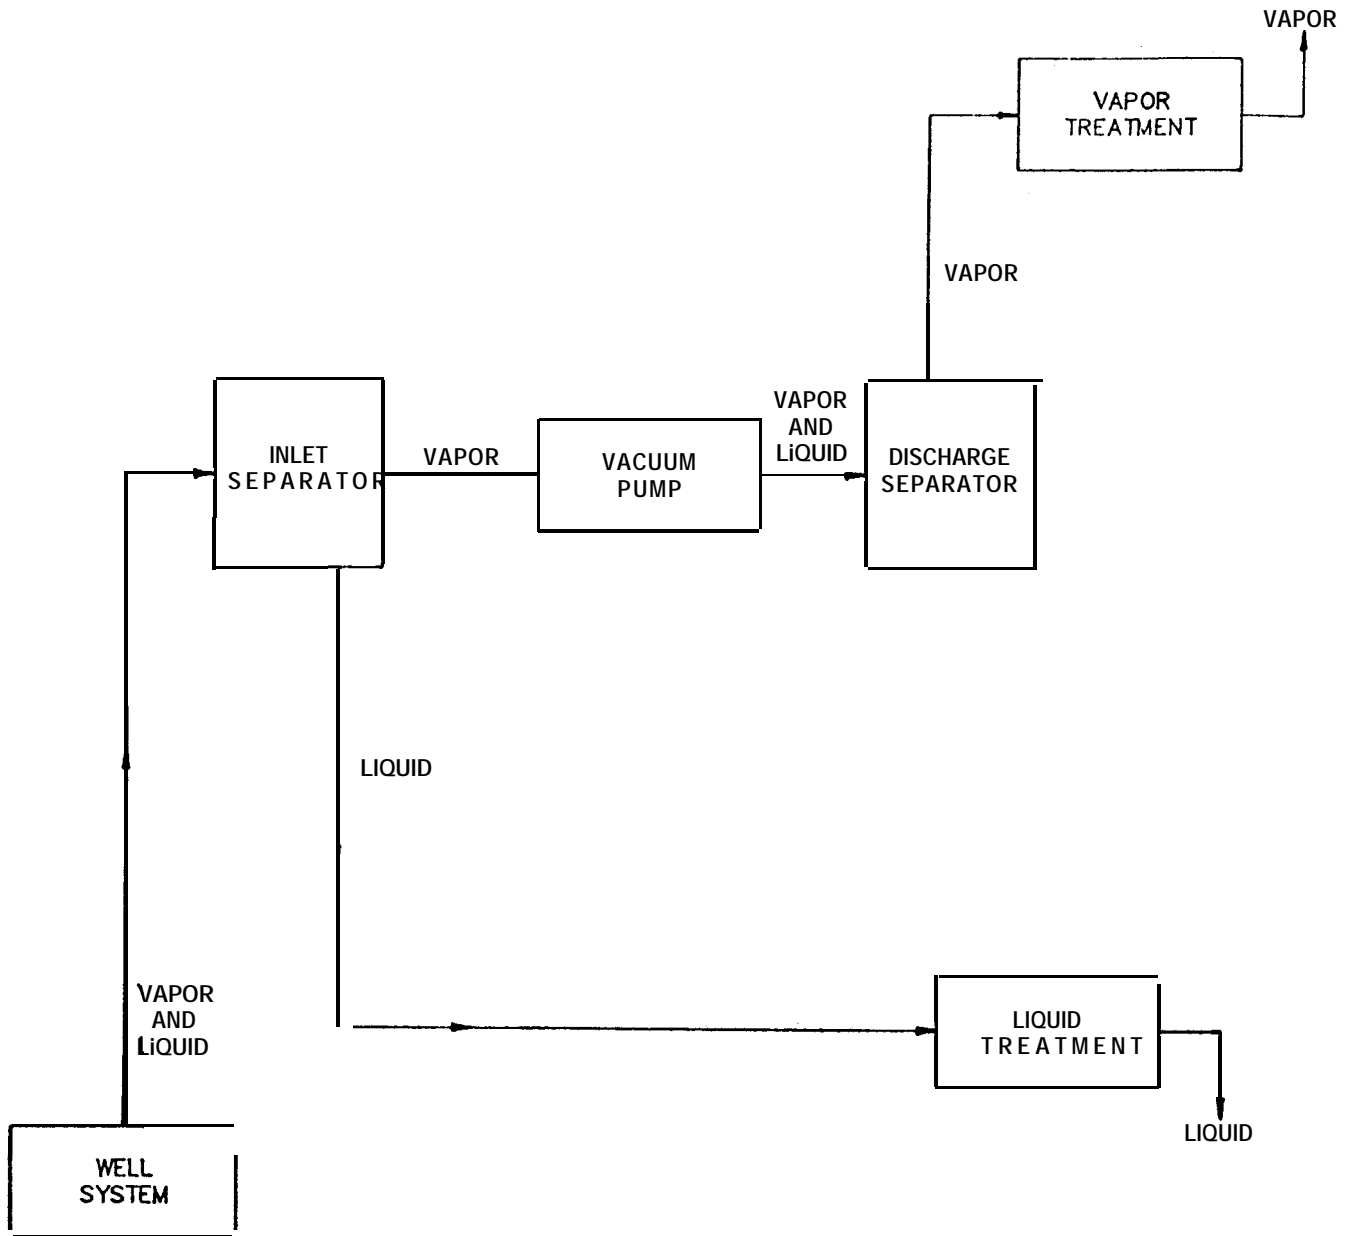 VAPOR
VAPOR
TREATMENT
VAPOR
INLET
SEPARATOR
VAPOR
VACUUM
PUMP
VAPOR
AND
LiQUID
DISCHARGE
SEPARATOR
LIQUID
VAPOR
AND
LiQUID
LIQUID
TREATMENT
LIQUID
WELL
SYSTEM